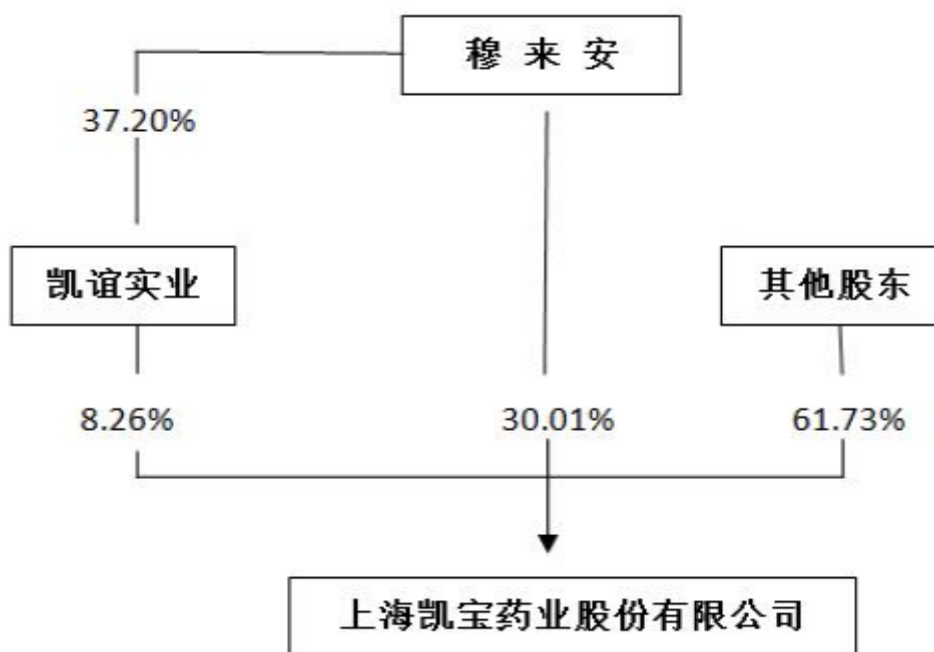 穆来安
37.20%
凯谊实业
其他股东
8.26%
30.01%
61.73%
上海凯宝药业股份有限公司